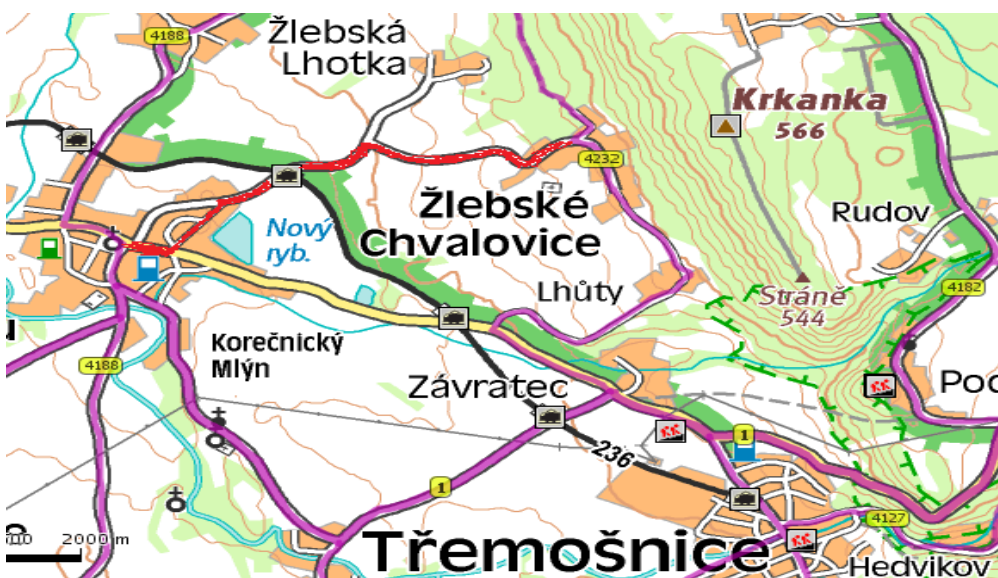 4188
Žlebská
Lhotka
Krkanka
566
4232
Žlebské
Chvalovice
Rudov
Nový
ryb.
Lhůty
Stráně
544
4182
u
Korečnický
Mlýn
4188
Závratec
Poc
1
236
1
4127
2000 m
Třemošnice
Hedvikov